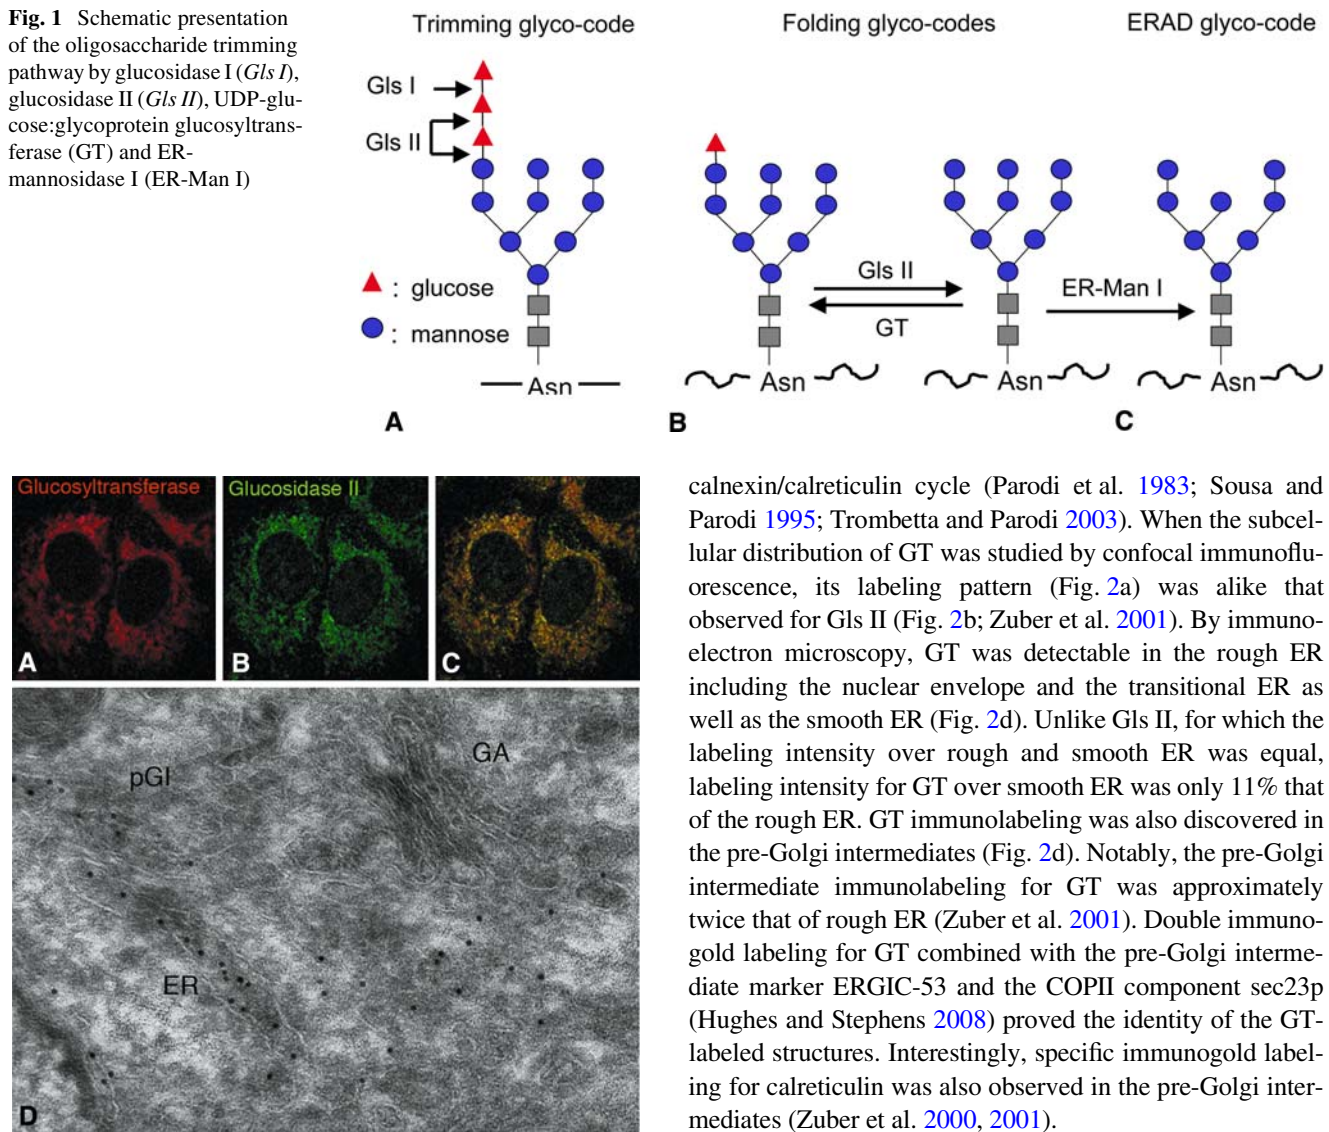 Fig. 1 Schematic presentation
of the oligosaccharide trimming
pathway by glucosidase I (Gls I),
glucosidase II (Gls II), UDP-glu-
cose:glycoprotein glucosyltrans-
ferase (GT) and ER-
mannosidase I (ER-Man I)
Trimming glyco-code
Folding glyco-codes
ERAD glyco-code
Gls I
Gls II
: glucose
: mannose
Gls II
GT
ER-Man I
Asn
Asn
Asn
Asn
A
B
C
Glucosyltransferase
Glucosidase II
A
B
C
pGI
GA
ER
D
calnexin/calreticulin cycle (Parodi et al. 1983; Sousa and
Parodi 1995; Trombetta and Parodi 2003). When the subcel-
lular distribution of GT was studied by confocal immunoflu-
orescence, its labeling pattern (Fig. 2a) was alike that
observed for Gls II (Fig. 2b; Zuber et al. 2001). By immuno-
electron microscopy, GT was detectable in the rough ER
including the nuclear envelope and the transitional ER as
well as the smooth ER (Fig. 2d). Unlike Gls II, for which the
labeling intensity over rough and smooth ER was equal,
labeling intensity for GT over smooth ER was only 11% that
of the rough ER. GT immunolabeling was also discovered in
the pre-Golgi intermediates (Fig. 2d). Notably, the pre-Golgi
intermediate immunolabeling for GT was approximately
twice that of rough ER (Zuber et al. 2001). Double immuno-
gold labeling for GT combined with the pre-Golgi interme-
diate marker ERGIC-53 and the COPII component sec23p
(Hughes and Stephens 2008) proved the identity of the GT-
labeled structures. Interestingly, specific immunogold label-
ing for calreticulin was also observed in the pre-Golgi inter-
mediates (Zuber et al. 2000, 2001).